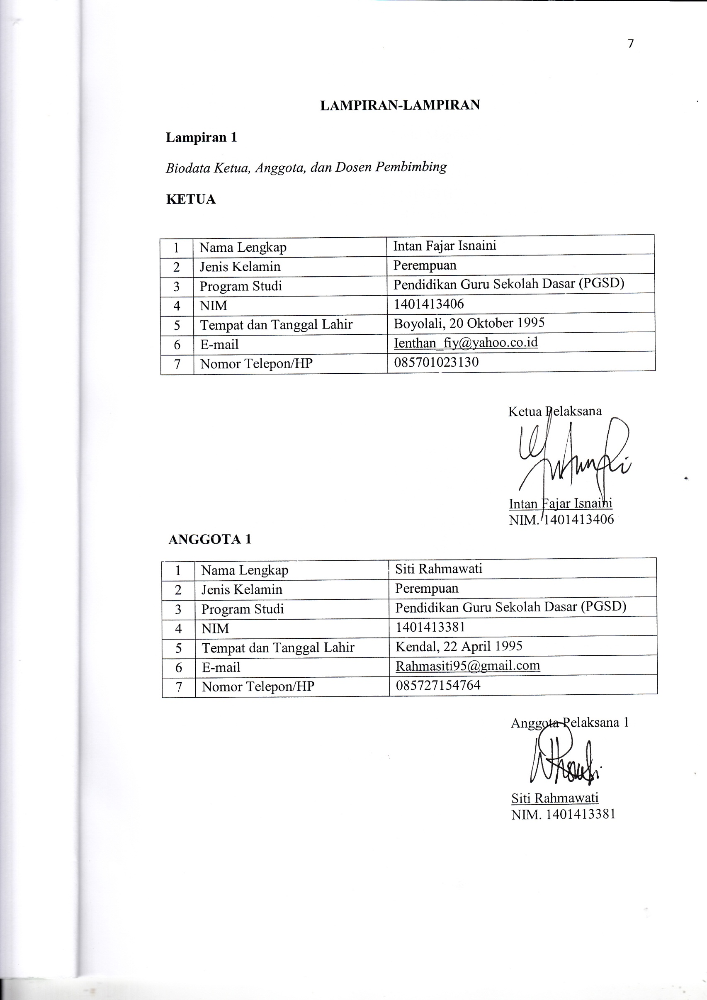 7
LAMPIRAN-LAMPIRAN
Lampiran 1
Biodata Ketua, Anggota, dan Dosen Pembimbing
KETUA
1 Nama Lengkap Intan Fajar Isnaini
2 Jenis Kelamin Perempuan
3 Program Studi Pendidikan Guru Sekolah Dasar (PGSD)
4 NIM 1401413406
5 Tempat dan Tanggal Lahir Boyolali, 20 Oktober 1995
6 E-mail Ienthan_fiy@yahoo.co.id
7 Nomor Telepon/HP 085701023130
Ketua Pelaksana
Intan Fajar Isnaini
NIM. 1401413406
ANGGOTA 1
1 Nama Lengkap Siti Rahmawati
2 Jenis Kelamin Perempuan
3 Program Studi Pendidikan Guru Sekolah Dasar (PGSD)
4 NIM 1401413381
5 Tempat dan Tanggal Lahir Kendal, 22 April 1995
6 E-mail Rahmasiti95@gmail.com
7 Nomor Telepon/HP 085727154764
Anggota Pelaksana 1
Siti Rahmawati
NIM. 1401413381